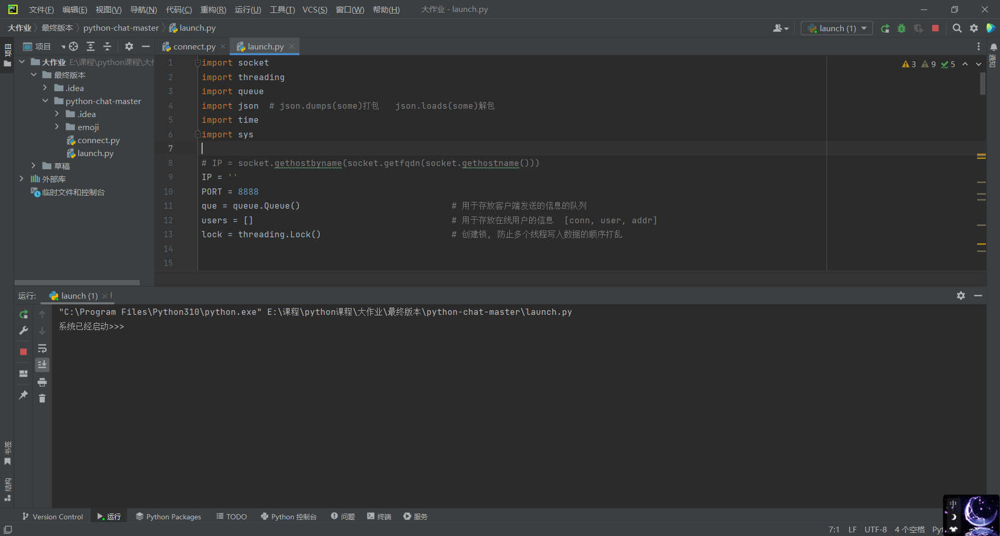 文件(F) 编辑(E) 视图(V) 导航(N) 代码(C) 重构(R) 运行(U) 工具(T) VCS(S) 窗口(W) 帮助(H) 大作业 - launch.py
大作业 最终版本 python-chat-master launch.py launch (1)
项目 connect.py launch.py
项目
大作业 E:\课程\python课程\大作
最终版本
.idea
python-chat-master
.idea
emoji
connect.py
launch.py
草稿
外部库
临时文件和控制台
3 9 5
通知
1 import socket
2 import threading
3 import queue
4 import json # json.dumps(some)打包 json.loads(some)解包
5 import time
6 import sys
7
8 # IP = socket.gethostbyname(socket.getfqdn(socket.gethostname()))
9 IP = ''
10 PORT = 8888
11 que = queue.Queue() # 用于存放客户端发送的信息的队列
12 users = [] # 用于存放在线用户的信息 [conn, user, addr]
13 lock = threading.Lock() # 创建锁, 防止多个线程写入数据的顺序打乱
14
15
运行: launch (1)
"C:\Program Files\Python310\python.exe" E:\课程\python课程\大作业\最终版本\python-chat-master\launch.py
系统已经启动>>>
书签
结构
Version Control 运行 Python Packages TODO Python 控制台 问题 终端 服务
7:1 LF UTF-8 4 个空格 Pyt
中